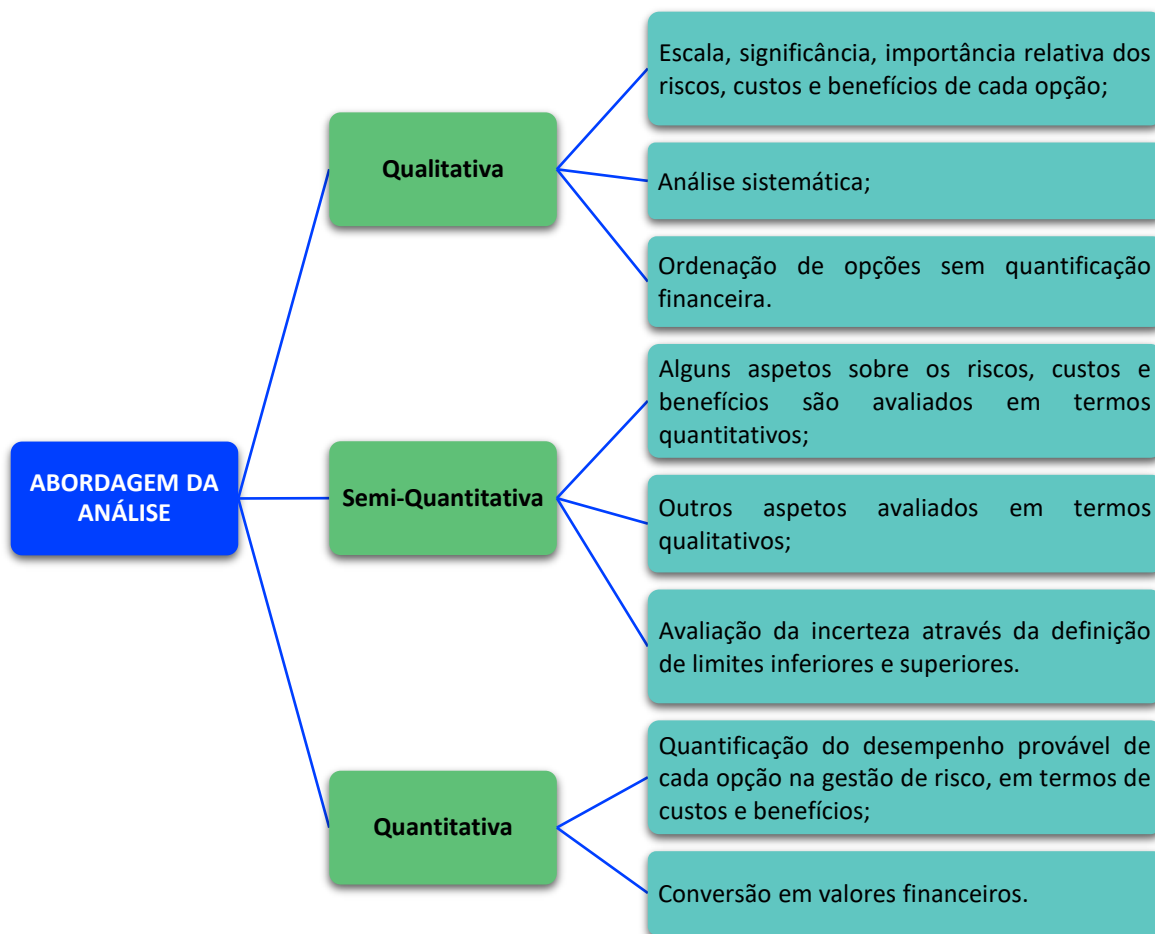 Escala, significância, importância relativa dos
riscos, custos e benefícios de cada opção;
Qualitativa
Análise sistemática;
Ordenação de opções sem quantificação
financeira.
Alguns aspetos sobre os riscos, custos e
benefícios são avaliados em termos
quantitativos;
ABORDAGEM DA
ANÁLISE
Semi-Quantitativa
Outros aspetos avaliados em termos
qualitativos;
Avaliação da incerteza através da definição
de limites inferiores e superiores.
Quantificação do desempenho provável de
cada opção na gestão de risco, em termos de
custos e benefícios;
Quantitativa
Conversão em valores financeiros.